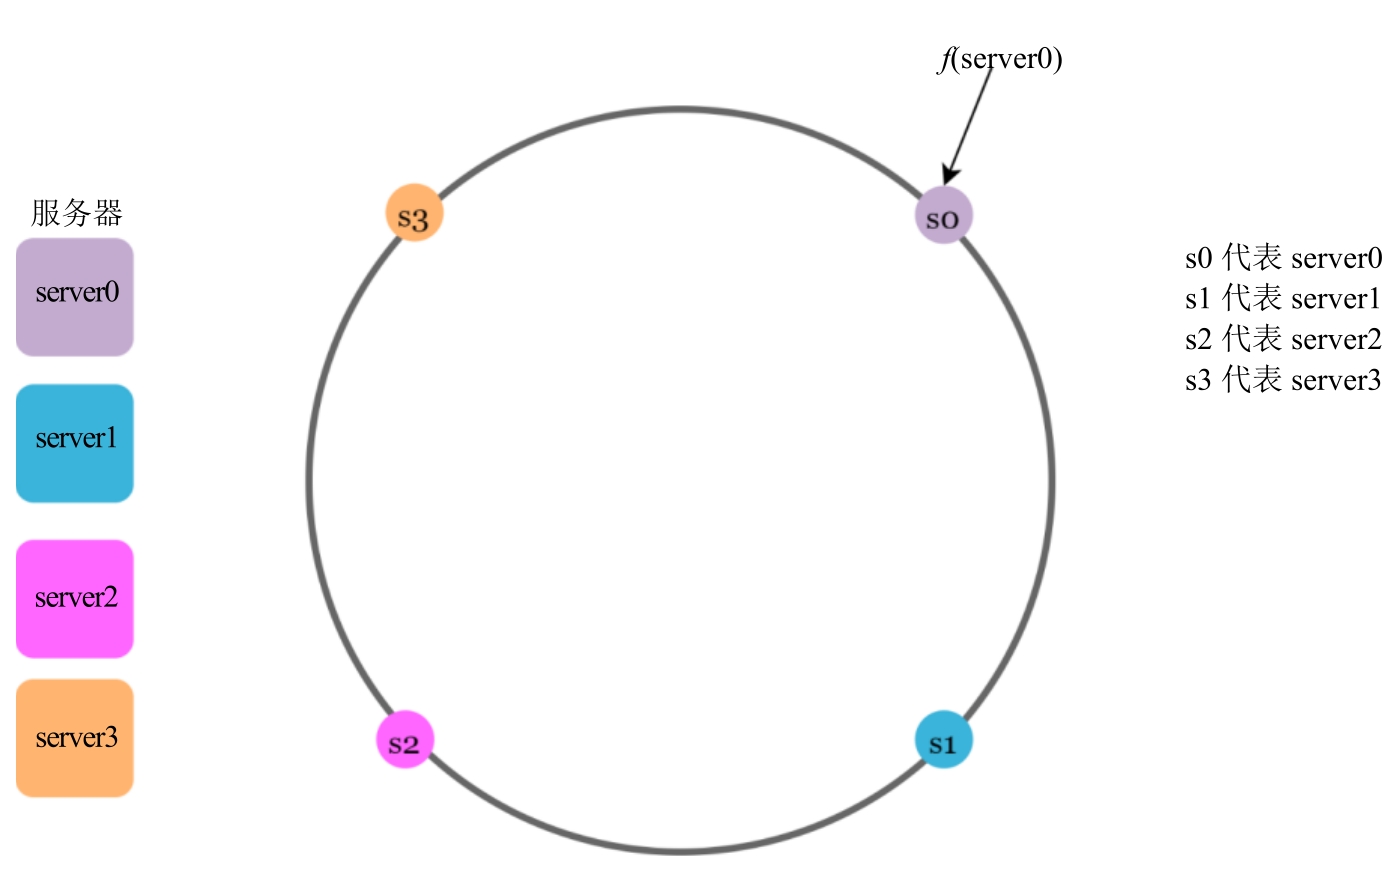 f(server0)
服务器
server0
server1
server2
server3
s3
s0
s2
s1
s0 代表 server0
s1 代表 server1
s2 代表 server2
s3 代表 server3